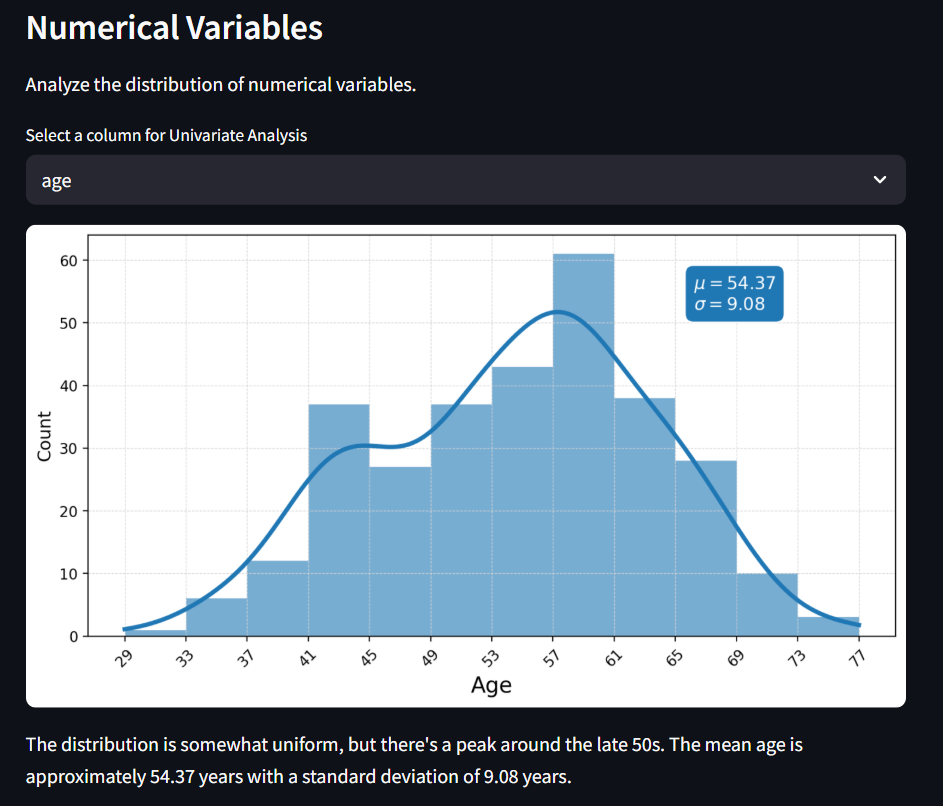 Numerical Variables
Analyze the distribution of numerical variables.
Select a column for Univariate Analysis
age
60
50
40
30
20
10
0
Count
μ = 54.37
σ = 9.08
29 33 37 41 45 49 53 57 61 65 69 73 77
Age
The distribution is somewhat uniform, but there's a peak around the late 50s. The mean age is
approximately 54.37 years with a standard deviation of 9.08 years.